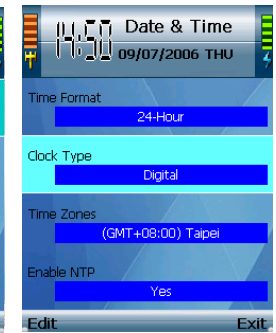 14:50
Date & Time
09/07/2006 THU
Time Format
24-Hour
Clock Type
Digital
Time Zones
(GMT+08:00) Taipei
Enable NTP
Yes
Edit Exit